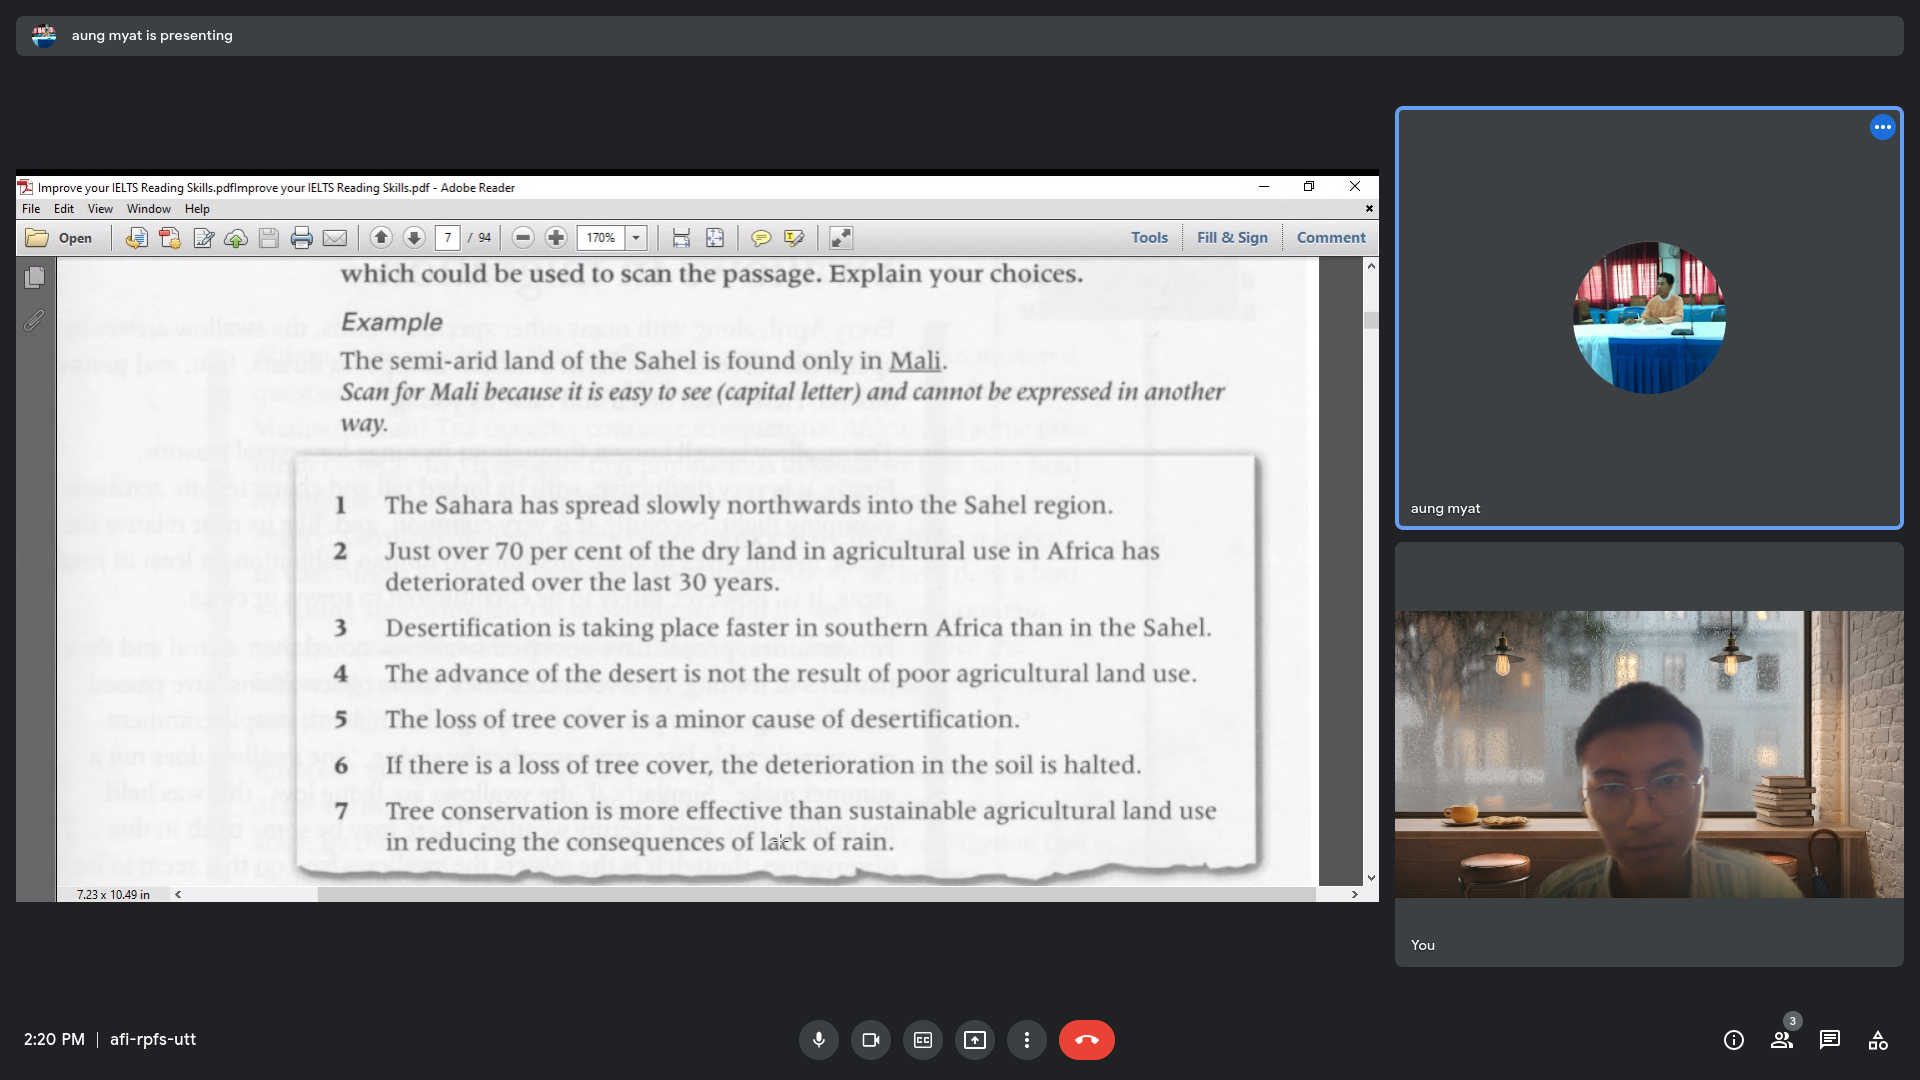 aung myat is presenting
Improve your IELTS Reading Skills.pdfImprove your IELTS Reading Skills.pdf - Adobe Reader
File Edit View Window Help
Open 7 / 94 170% Tools Fill & Sign Comment
which could be used to scan the passage. Explain your choices.
Example
The semi-arid land of the Sahel is found only in Mali.
Scan for Mali because it is easy to see (capital letter) and cannot be expressed in another
way.
1 The Sahara has spread slowly northwards into the Sahel region.
2 Just over 70 per cent of the dry land in agricultural use in Africa has
deteriorated over the last 30 years.
3 Desertification is taking place faster in southern Africa than in the Sahel.
4 The advance of the desert is not the result of poor agricultural land use.
5 The loss of tree cover is a minor cause of desertification.
6 If there is a loss of tree cover, the deterioration in the soil is halted.
7 Tree conservation is more effective than sustainable agricultural land use
in reducing the consequences of lack of rain.
7.23 x 10.49 in
aung myat
You
2:20 PM | afi-rpfs-utt
CC
3